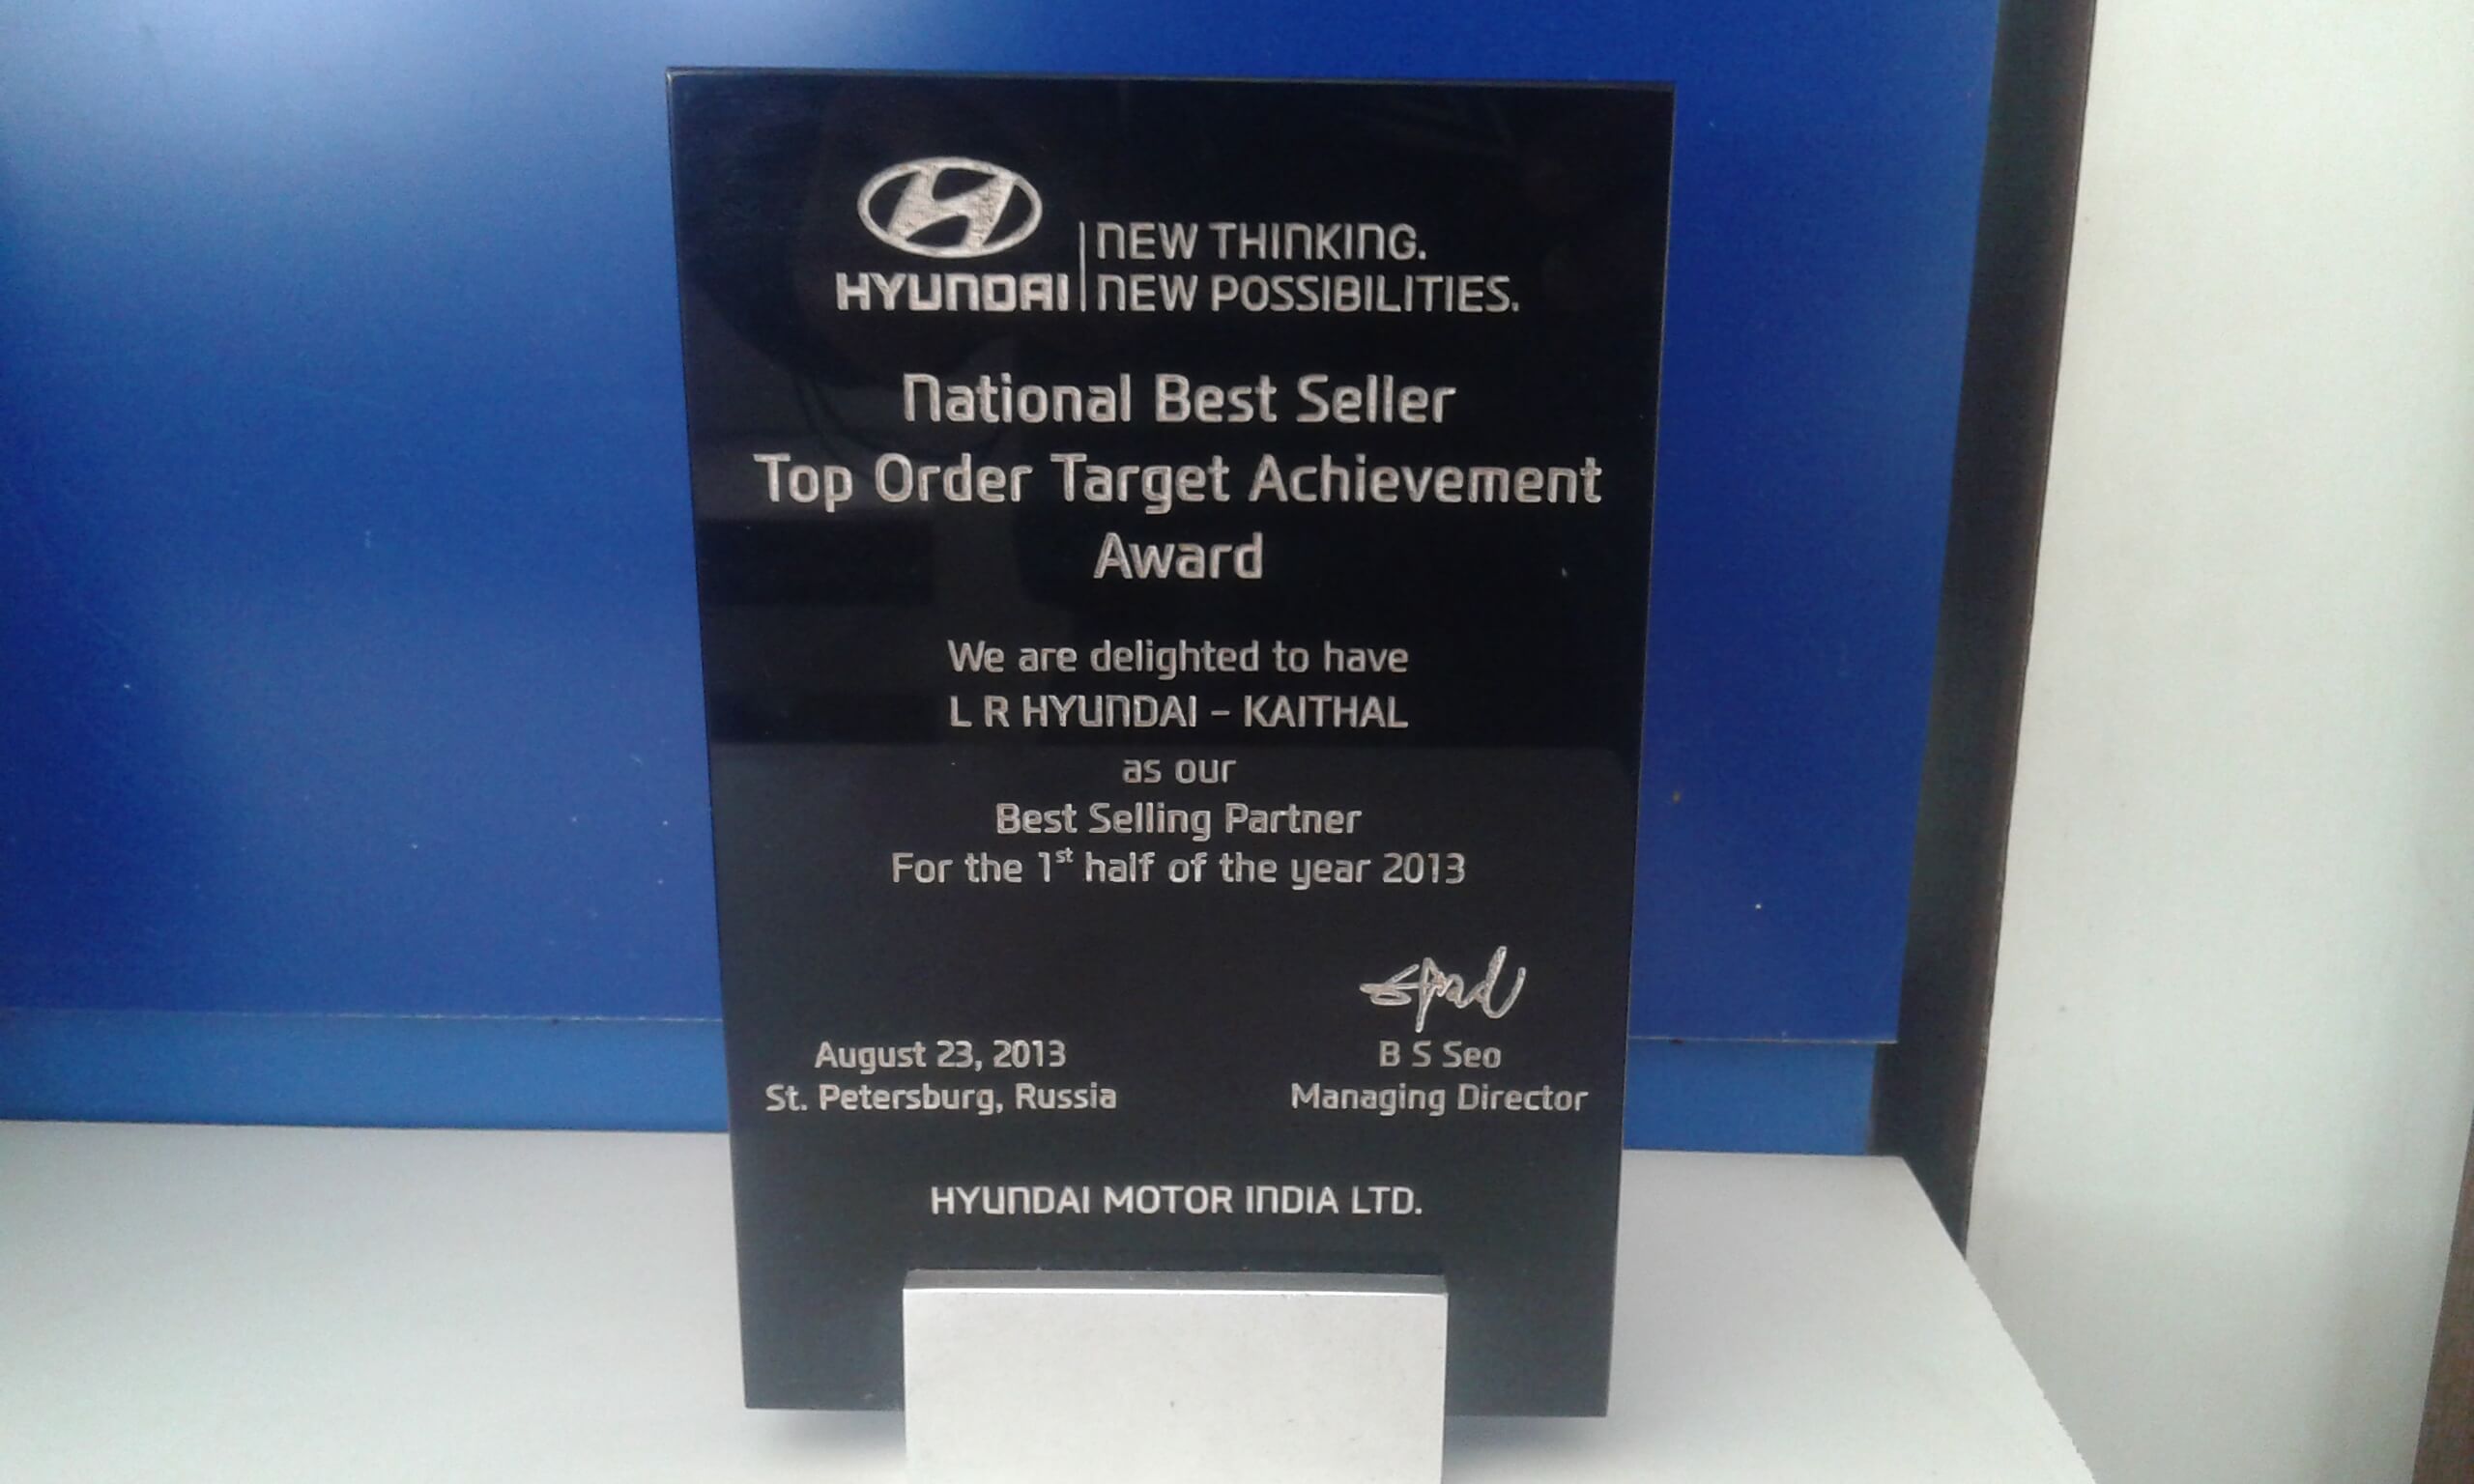 HYUNDAI
NEW THINKING.
NEW POSSIBILITIES.
National Best Seller
Top Order Target Achievement
Award
We are delighted to have
L R HYUNDAI - KAITHAL
as our
Best Selling Partner
For the 1st half of the year 2013
August 23, 2013
St. Petersburg, Russia
B S Seo
Managing Director
HYUNDAI MOTOR INDIA LTD.